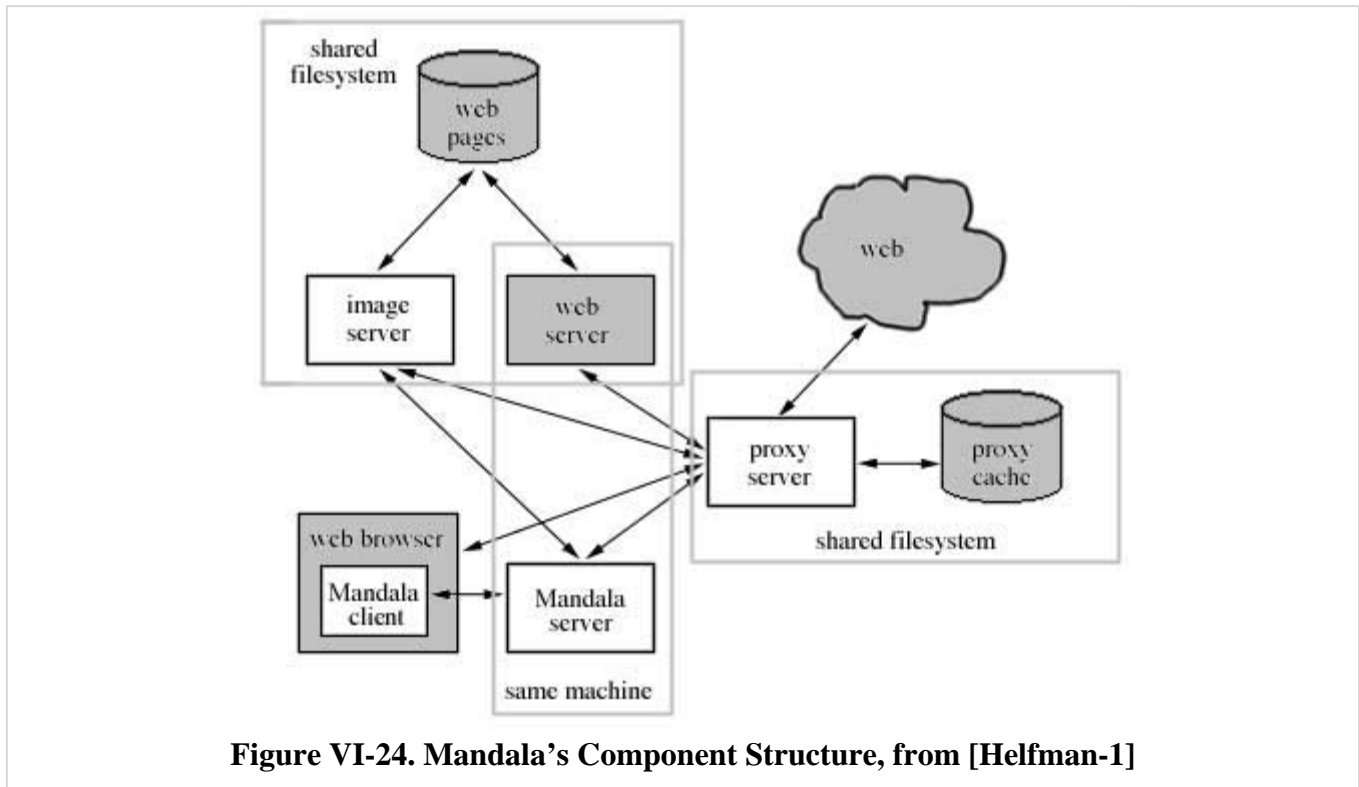 shared
filesystem
web
pages
web
image
server
web
server
proxy
server
proxy
cache
shared filesystem
web browser
Mandala
client
Mandala
server
same machine
Figure VI-24. Mandala’s Component Structure, from [Helfman-1]